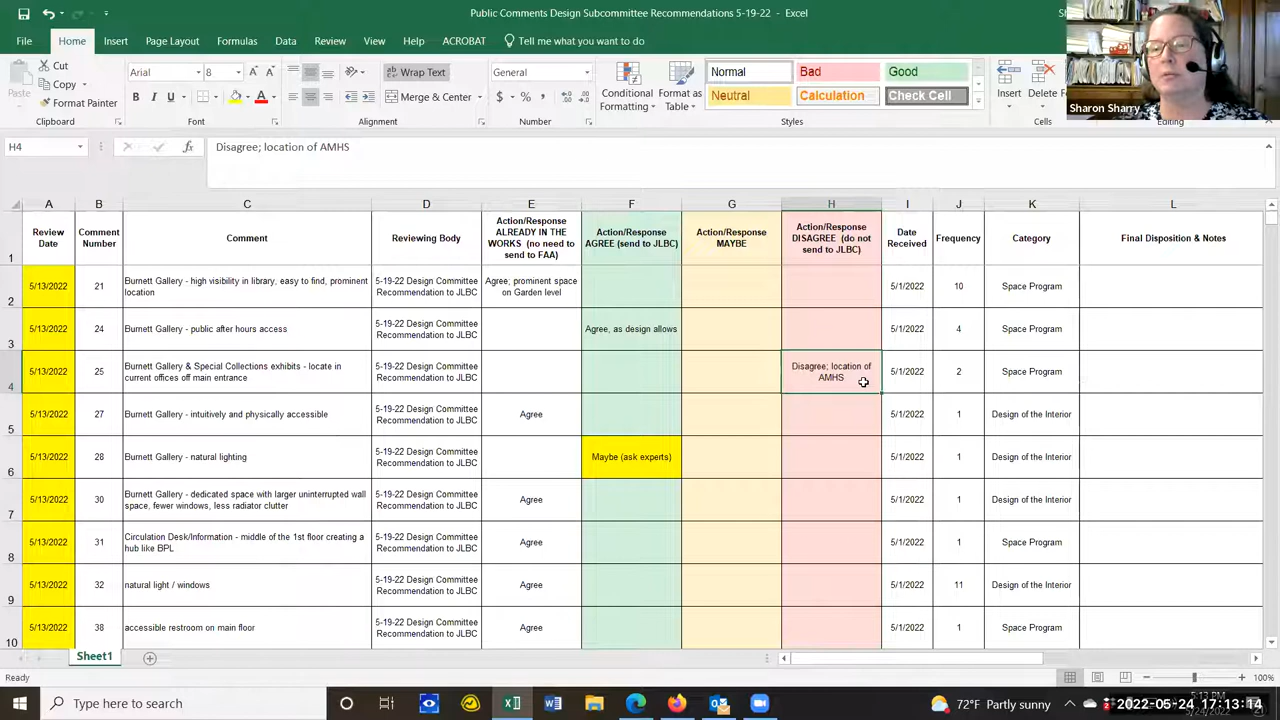 Public Comments Design Subcommittee Recommendations 5-19-22 - Excel
File Home Insert Page Layout Formulas Data Review View Help ACROBAT Tell me what you want to do
Cut
Copy
Format Painter
Paste
Clipboard
Arial 8
B I U
Font
Wrap Text
Merge & Center
Alignment
General
$ % ,
Number
Conditional Formatting
Format as Table
Normal Bad Good
Neutral Calculation Check Cell
Styles
Insert Delete
Cells
Editing
Sharon Sharry
H4 fx Disagree; location of AMHS
A B C D E F G H I J K L
1 Review Date Comment Number Comment Reviewing Body Action/Response ALREADY IN THE WORKS (no need to send to FAA) Action/Response AGREE (send to JLBC) Action/Response MAYBE Action/Response DISAGREE (do not send to JLBC) Date Received Frequency Category Final Disposition & Notes
2 5/13/2022 21 Burnett Gallery - high visibility in library, easy to find, prominent location 5-19-22 Design Committee Recommendation to JLBC Agree; prominent space on Garden level 5/1/2022 10 Space Program
3 5/13/2022 24 Burnett Gallery - public after hours access 5-19-22 Design Committee Recommendation to JLBC Agree, as design allows 5/1/2022 4 Space Program
4 5/13/2022 25 Burnett Gallery & Special Collections exhibits - locate in current offices off main entrance 5-19-22 Design Committee Recommendation to JLBC Disagree; location of AMHS 5/1/2022 2 Space Program
5 5/13/2022 27 Burnett Gallery - intuitively and physically accessible 5-19-22 Design Committee Recommendation to JLBC Agree 5/1/2022 1 Design of the Interior
6 5/13/2022 28 Burnett Gallery - natural lighting 5-19-22 Design Committee Recommendation to JLBC Maybe (ask experts) 5/1/2022 1 Design of the Interior
7 5/13/2022 30 Burnett Gallery - dedicated space with larger uninterrupted wall space, fewer windows, less radiator clutter 5-19-22 Design Committee Recommendation to JLBC Agree 5/1/2022 1 Design of the Interior
8 5/13/2022 31 Circulation Desk/Information - middle of the 1st floor creating a hub like BPL 5-19-22 Design Committee Recommendation to JLBC Agree 5/1/2022 1 Space Program
9 5/13/2022 32 natural light / windows 5-19-22 Design Committee Recommendation to JLBC Agree 5/1/2022 11 Design of the Interior
10 5/13/2022 38 accessible restroom on main floor 5-19-22 Design Committee Recommendation to JLBC Agree 5/1/2022 1 Space Program
Sheet1
Ready
100%
Type here to search
72°F Partly sunny
5:13 PM
2022-05-24 17:13:14